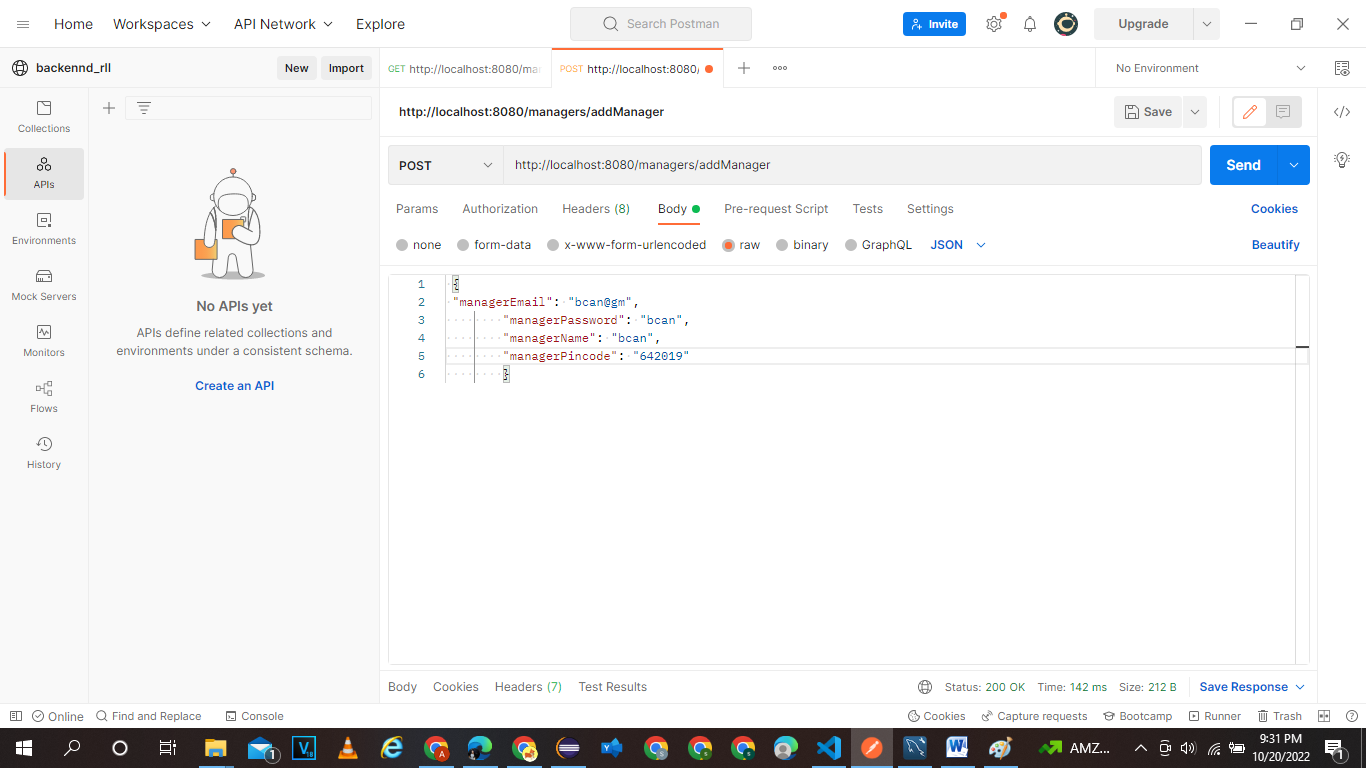 Home Workspaces API Network Explore Search Postman Invite Upgrade
backennd_rll New Import GET http://localhost:8080/ma POST http://localhost:8080/ No Environment
Collections
APIs
Environments
Mock Servers
Monitors
Flows
History
No APIs yet
APIs define related collections and
environments under a consistent schema.
Create an API
http://localhost:8080/managers/addManager Save
POST http://localhost:8080/managers/addManager Send
Params Authorization Headers (8) Body Pre-request Script Tests Settings Cookies
none form-data x-www-form-urlencoded raw binary GraphQL JSON Beautify
1 {
2 "managerEmail": "bcan@gm",
3 "managerPassword": "bcan",
4 "managerName": "bcan",
5 "managerPincode": "642019"
6 }
Body Cookies Headers (7) Test Results Status: 200 OK Time: 142 ms Size: 212 B Save Response
Online Find and Replace Console Cookies Capture requests Bootcamp Runner Trash
AMZ... 9:31 PM
10/20/2022